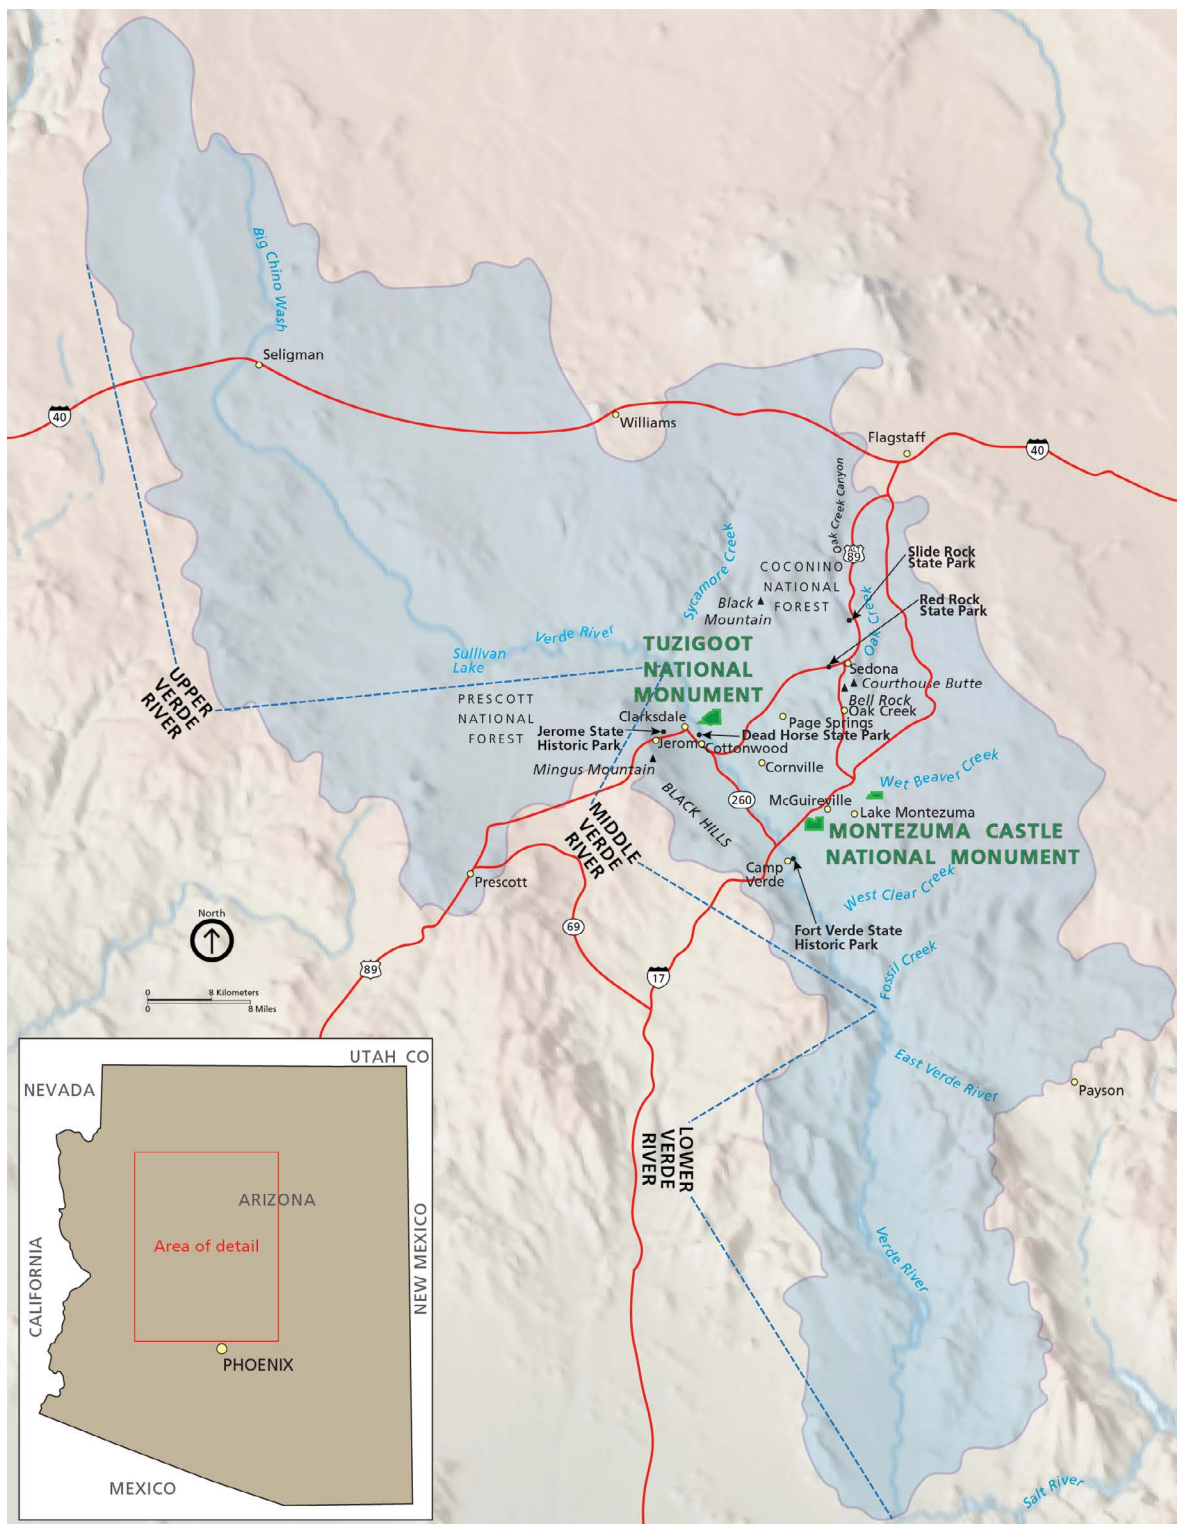 Big Chino Wash
Seligman
40
Williams
Flagstaff
40
Oak Creek Canyon
ALT
89
Slide Rock
State Park
Sycamore Creek
COCONINO
NATIONAL
FOREST
Black
Mountain
Red Rock
State Park
Oak Creek
Verde River
Sullivan
Lake
TUZIGOOT
NATIONAL
MONUMENT
Sedona
Courthouse Butte
Bell Rock
Oak Creek
UPPER
VERDE
RIVER
PRESCOTT
NATIONAL
FOREST
Clarksdale
Page Springs
Jerome State
Historic Park
Dead Horse State Park
Jerom
Cottonwood
Mingus Mountain
Cornville
Wet Beaver Creek
BLACK HILLS
260
McGuireville
Lake Montezuma
MONTEZUMA CASTLE
NATIONAL MONUMENT
MIDDLE
VERDE
RIVER
Camp
Verde
Prescott
West Clear Creek
North
69
Fort Verde State
Historic Park
89
17
Fossil Creek
0
8 Kilometers
0
8 Miles
East Verde River
Payson
LOWER
VERDE
RIVER
Verde River
Salt River
UTAH CO
NEVADA
ARIZONA
Area of detail
CALIFORNIA
NEW MEXICO
PHOENIX
MEXICO